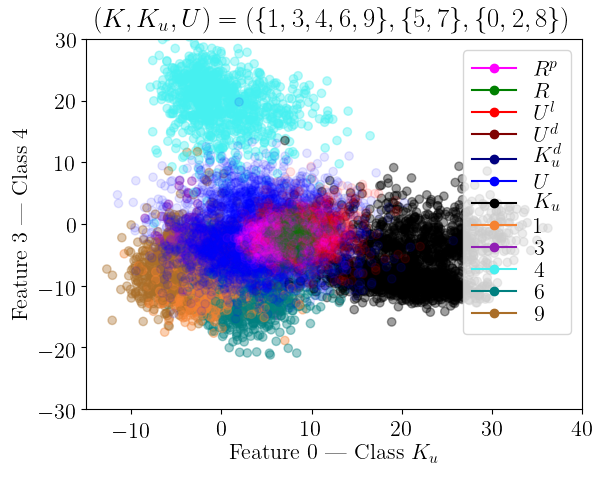 (K, K_u, U) = ({1, 3, 4, 6, 9}, {5, 7}, {0, 2, 8})
30
20
10
0
−10
−20
−30
Feature 3 — Class 4
−10
0
10
20
30
40
Feature 0 — Class K_u
R^p
R
U^l
U^d
K_u^d
U
K_u
1
3
4
6
9